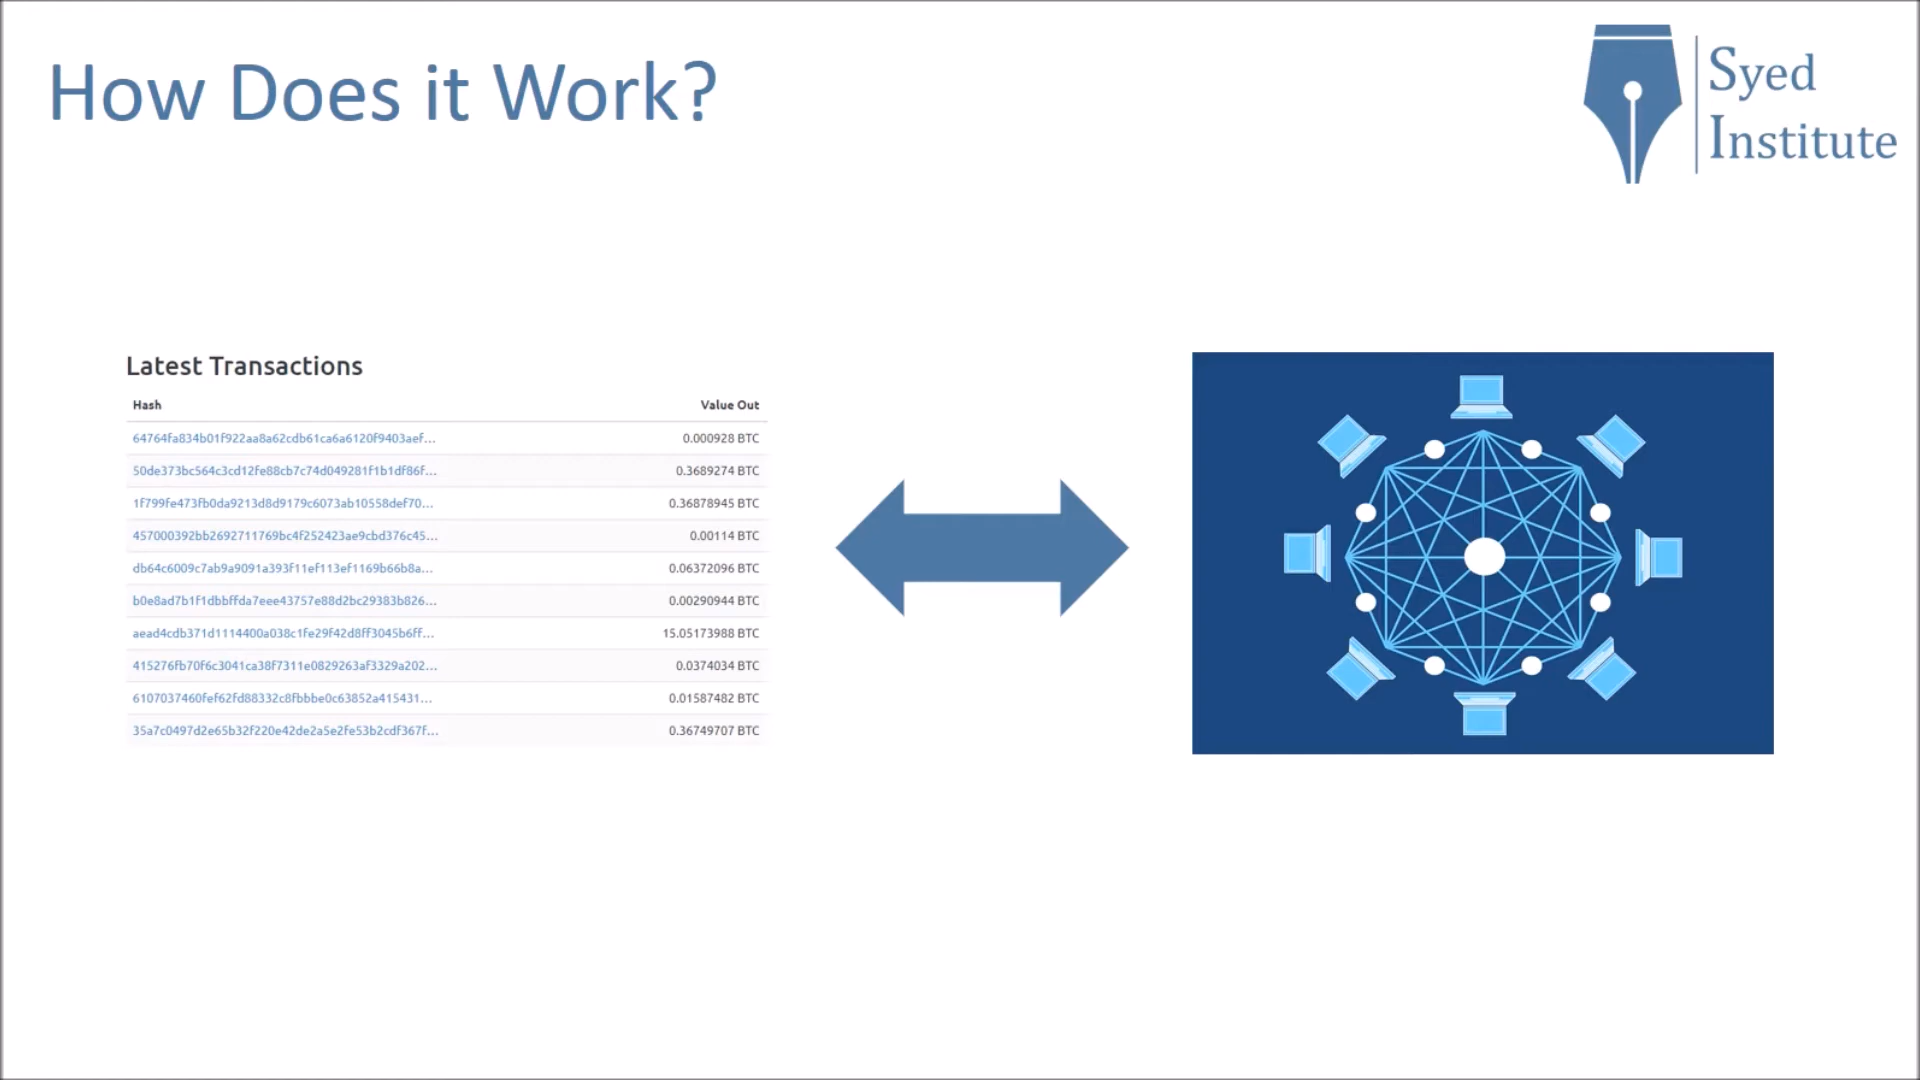 How Does it Work?
Syed
Institute
Latest Transactions
Hash Value Out
64764fa834b01f922aa8a62cdb61ca6a6120f9403aef... 0.000928 BTC
50de373bc564c3cd12fe88cb7c74d049281f1b1df86f... 0.3689274 BTC
1f799fe473fb0da9213d8d9179c6073ab10558def70... 0.36878945 BTC
457000392bb2692711769bc4f252423ae9cbd376c45... 0.00114 BTC
db64c6009c7ab9a9091a393f11ef113ef1169b66b8a... 0.06372096 BTC
b0e8ad7b1f1dbbffda7eee43757e88d2bc29383b826... 0.00290944 BTC
aead4cdb371d1114400a038c1fe29f42d8ff3045b6ff... 15.05173988 BTC
415276fb70f6c3041ca38f7311e0829263af3329a202... 0.0374034 BTC
6107037460fef62fd88332c8fbbbe0c63852a415431... 0.01587482 BTC
35a7c0497d2e65b32f220e42de2a5e2fe53b2cdf367f... 0.36749707 BTC